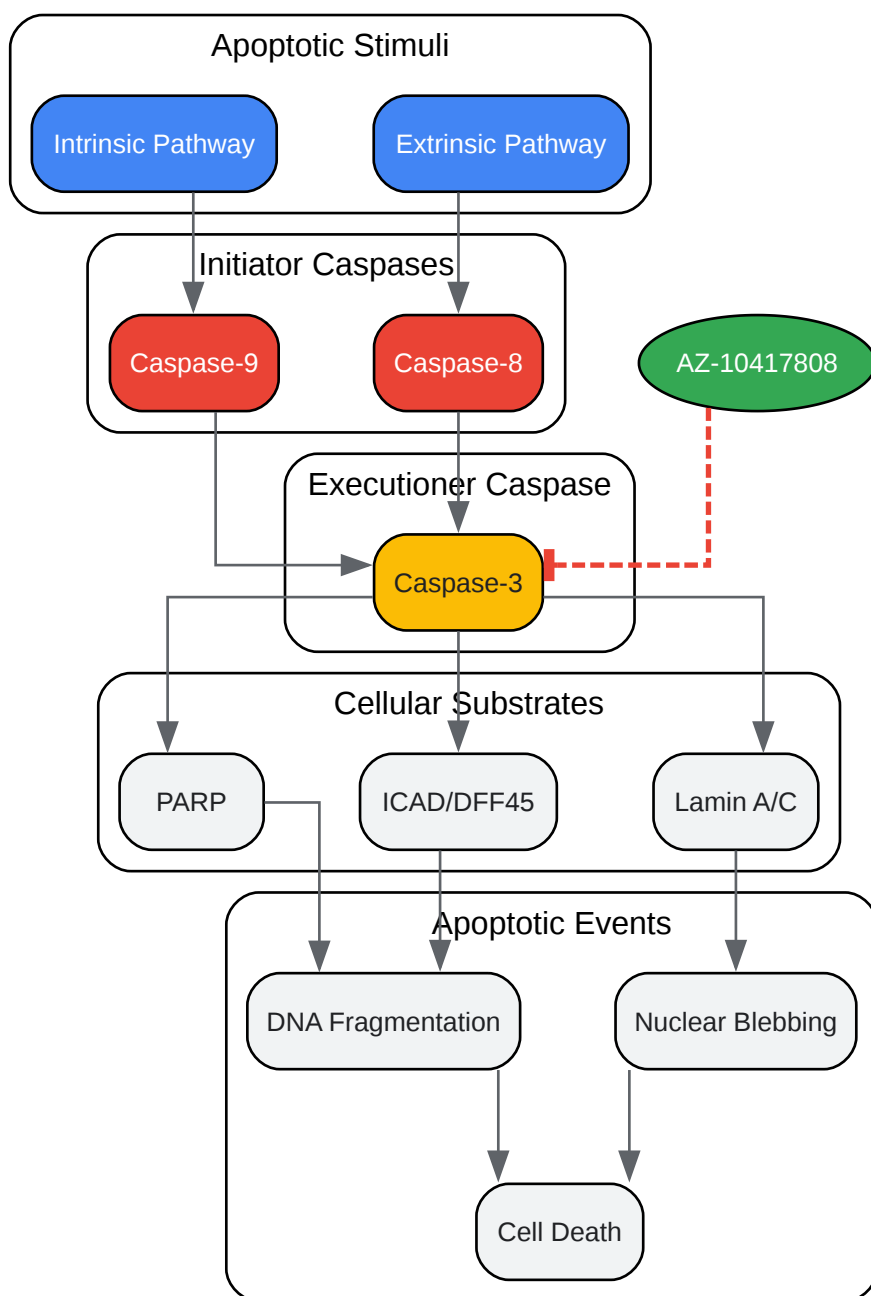 Apoptotic Stimuli
Intrinsic Pathway
Extrinsic Pathway
Initiator Caspases
Caspase-9
Caspase-8
AZ-10417808
Executioner Caspase
Caspase-3
Cellular Substrates
PARP
ICAD/DFF45
Lamin A/C
Apoptotic Events
DNA Fragmentation
Nuclear Blebbing
Cell Death